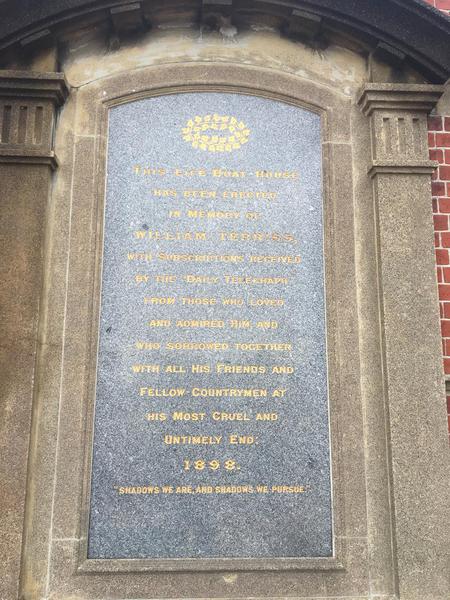 This Life Boat House
has been erected
in Memory of
William Terriss,
with Subscriptions received
by the "Daily Telegraph"
from those who loved
and admired Him, and
who sorrowed together
with all His Friends and
Fellow-Countrymen at
his Most Cruel and
Untimely End:
1898.
"Shadows we are, and shadows we pursue."